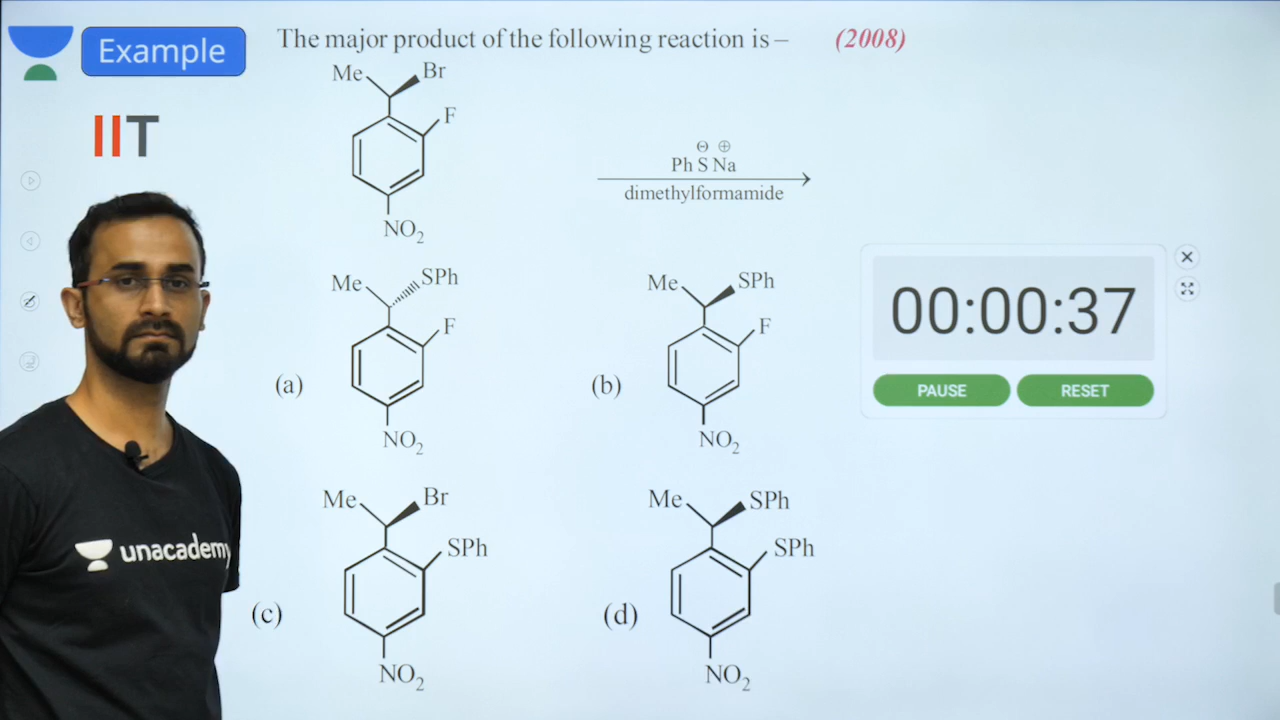 Example
The major product of the following reaction is – (2008)
IIT
Me Br
F
NO2
⊖ ⊕
Ph S Na
dimethylformamide
Me SPh
F
(a)
NO2
Me SPh
F
(b)
NO2
00:00:37
PAUSE RESET
Me Br
SPh
(c)
NO2
Me SPh
SPh
(d)
NO2
unacademy